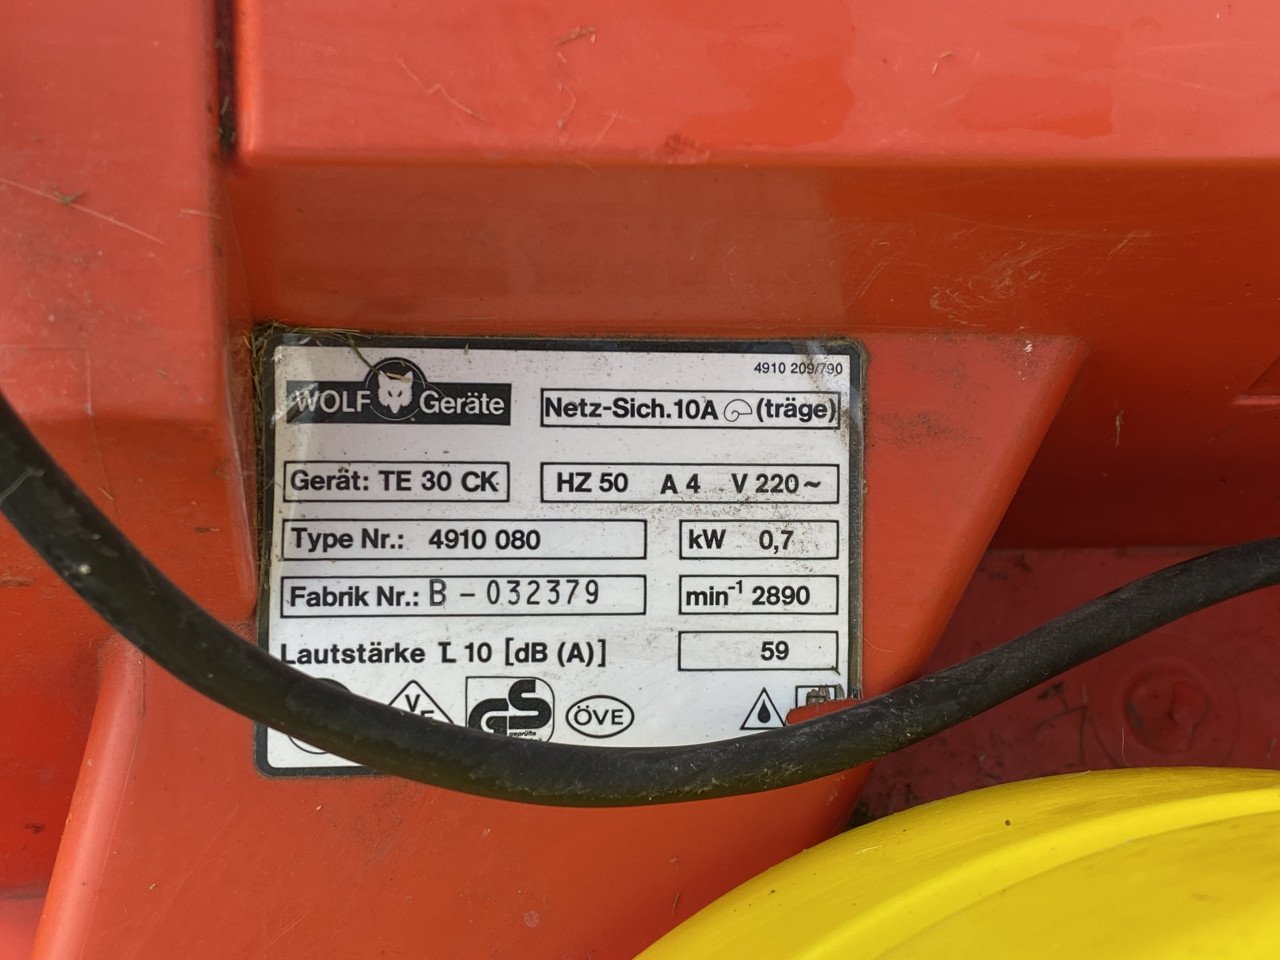 4910 209/790
WOLF Geräte
Netz-Sich.10A (träge)
Gerät: TE 30 CK
HZ 50 A 4 V 220~
Type Nr.: 4910 080
kW 0,7
Fabrik Nr.: B-032379
min⁻¹ 2890
Lautstärke L 10 [dB (A)]
59
GS
geprüfte
ÖVE